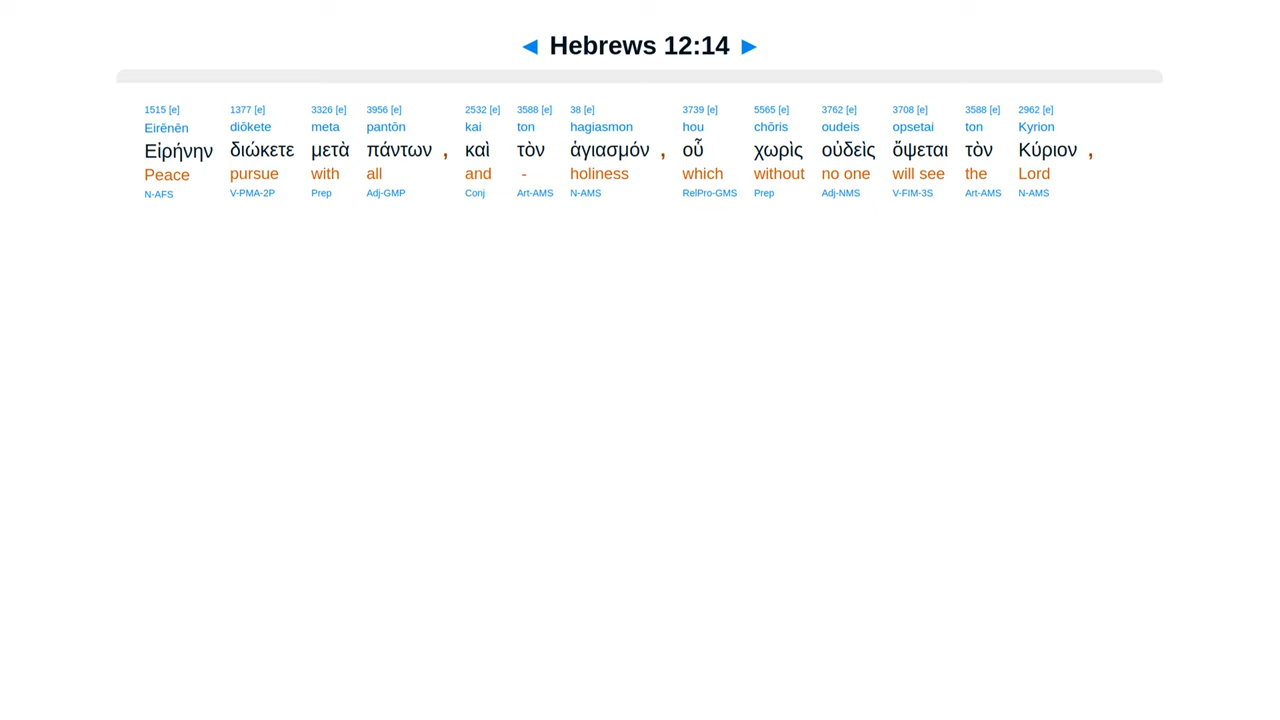 ◄ Hebrews 12:14 ►
1515 [e] 1377 [e] 3326 [e] 3956 [e] 2532 [e] 3588 [e] 38 [e] 3739 [e] 5565 [e] 3762 [e] 3708 [e] 3588 [e] 2962 [e]
Eirēnēn diōkete meta pantōn kai ton hagiasmon hou chōris oudeis opsetai ton Kyrion
Εἰρήνην διώκετε μετὰ πάντων , καὶ τὸν ἁγιασμόν , οὗ χωρὶς οὐδεὶς ὄψεται τὸν Κύριον ,
Peace pursue with all and - holiness which without no one will see the Lord
N-AFS V-PMA-2P Prep Adj-GMP Conj Art-AMS N-AMS RelPro-GMS Prep Adj-NMS V-FIM-3S Art-AMS N-AMS